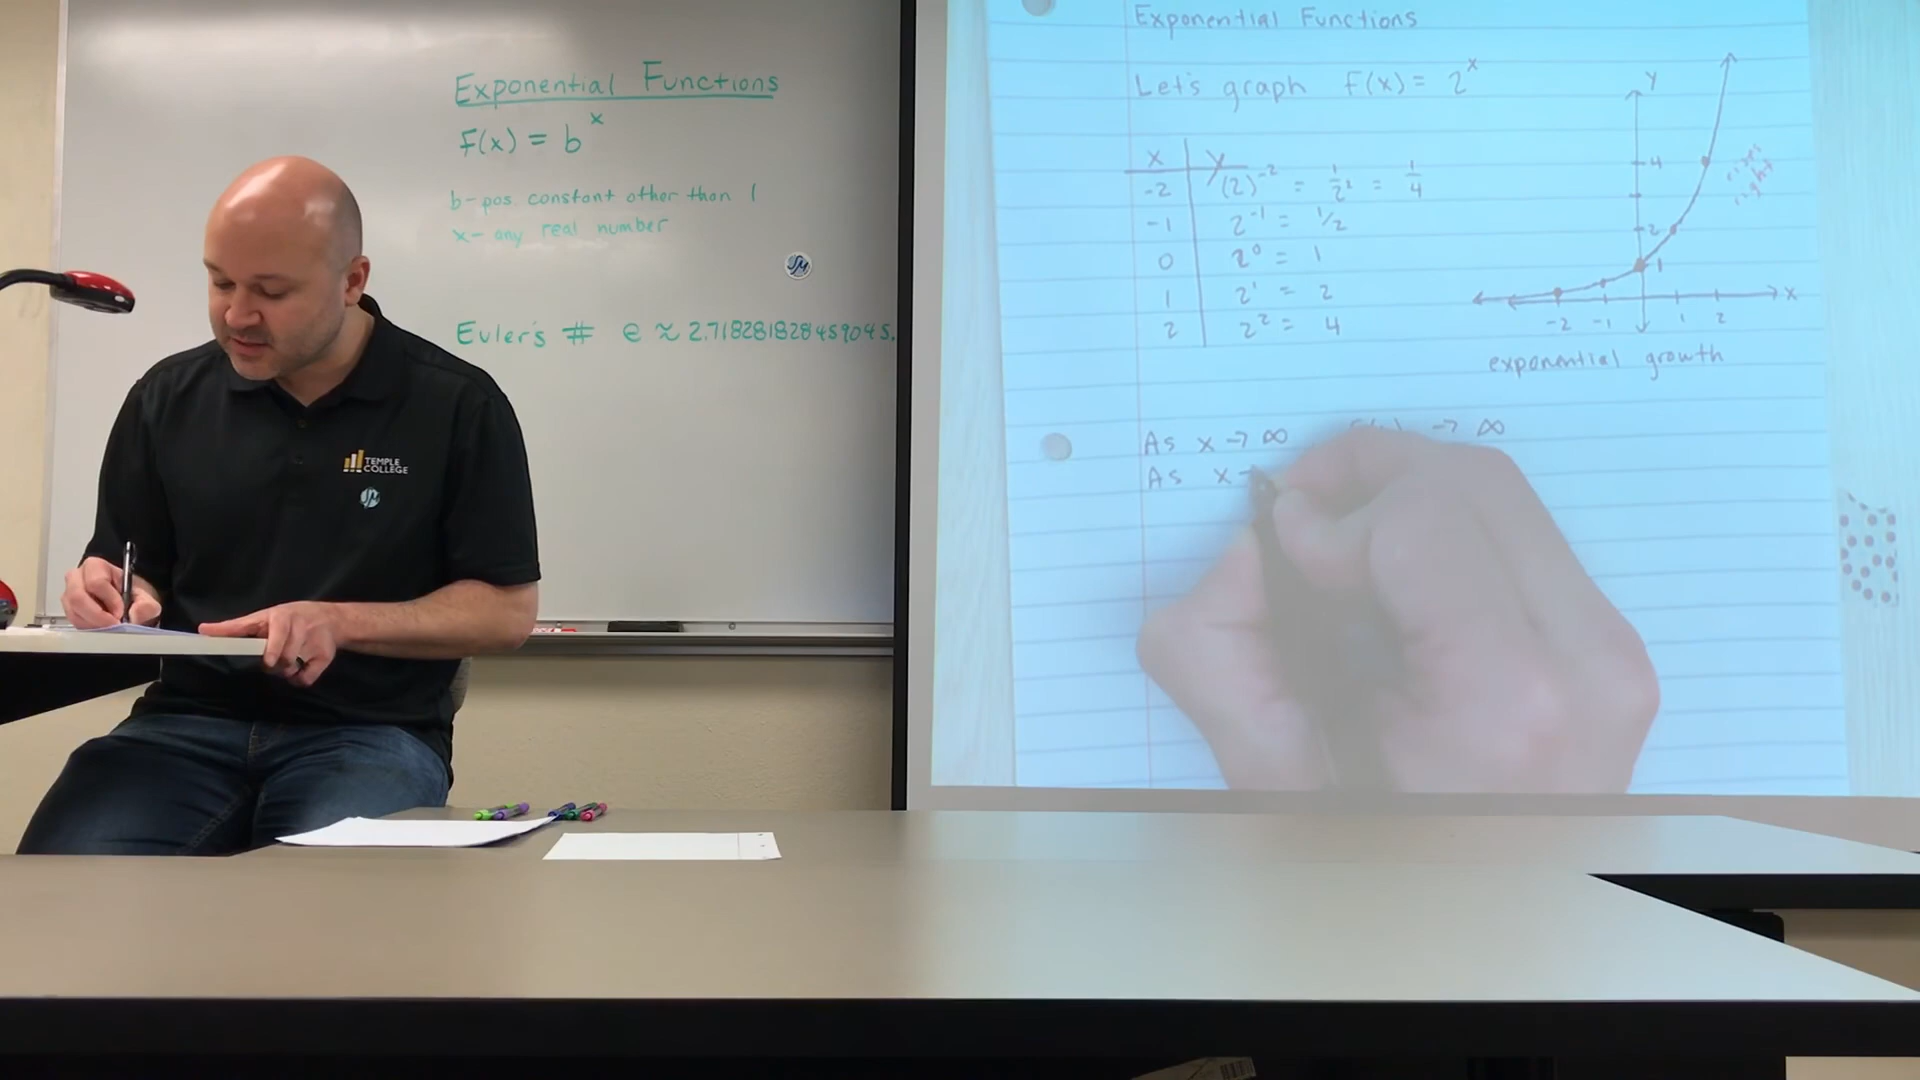 Exponential Functions
F(x) = b^x
b- pos. constant other than 1
x- any real number
Euler's # e ≈ 2.718281828459045.
TEMPLE
COLLEGE
Exponential Functions
Let's graph F(x) = 2^x
x y
-2 (2)^-2 = 1/2^2 = 1/4
-1 2^-1 = 1/2
0 2^0 = 1
1 2^1 = 2
2 2^2 = 4
y
4
2
1
x
-2 -1 1 2
rises
right
exponential growth
As x → ∞ → ∞
As x